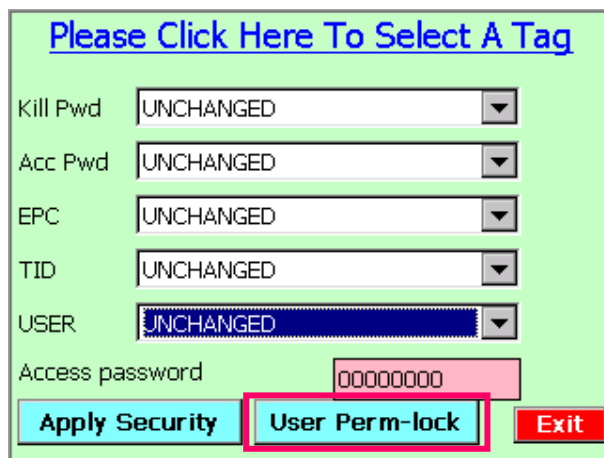 Please Click Here To Select A Tag
Kill Pwd UNCHANGED
Acc Pwd UNCHANGED
EPC UNCHANGED
TID UNCHANGED
USER UNCHANGED
Access password 00000000
Apply Security User Perm-lock Exit